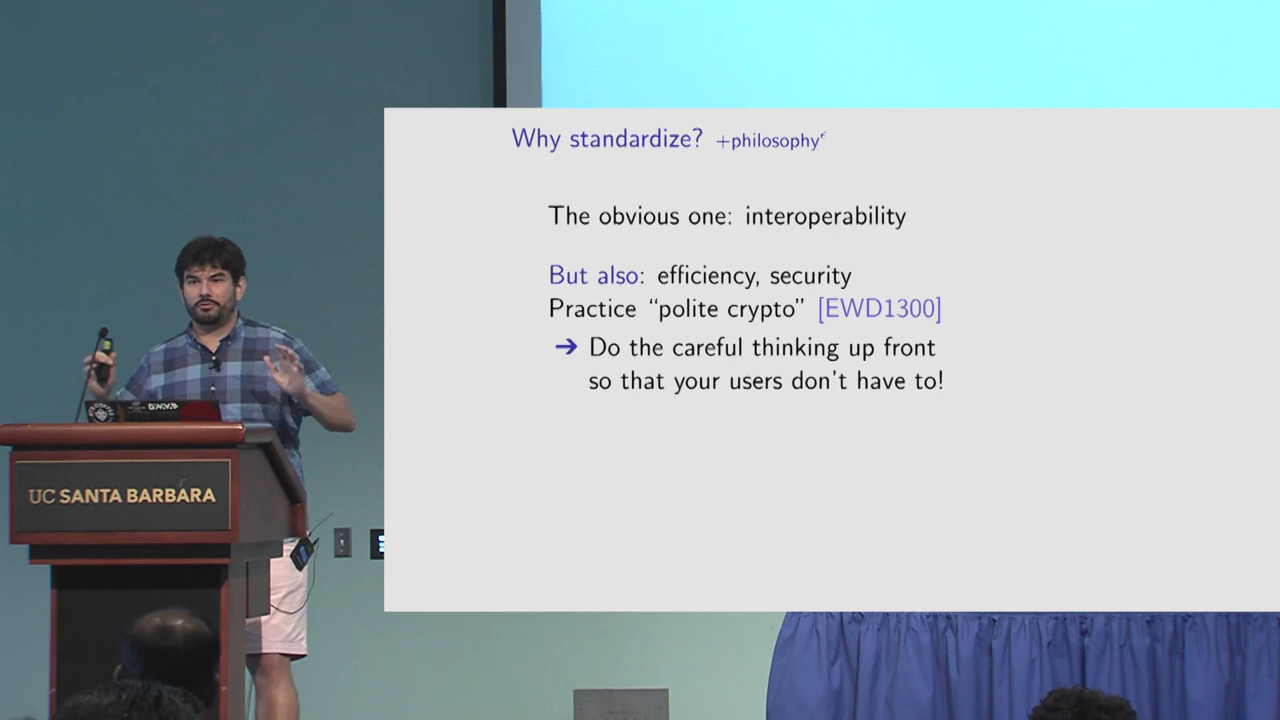 Why standardize? +philosophy
The obvious one: interoperability
But also: efficiency, security
Practice “polite crypto” [EWD1300]
➔ Do the careful thinking up front
so that your users don't have to!
UC SANTA BARBARA